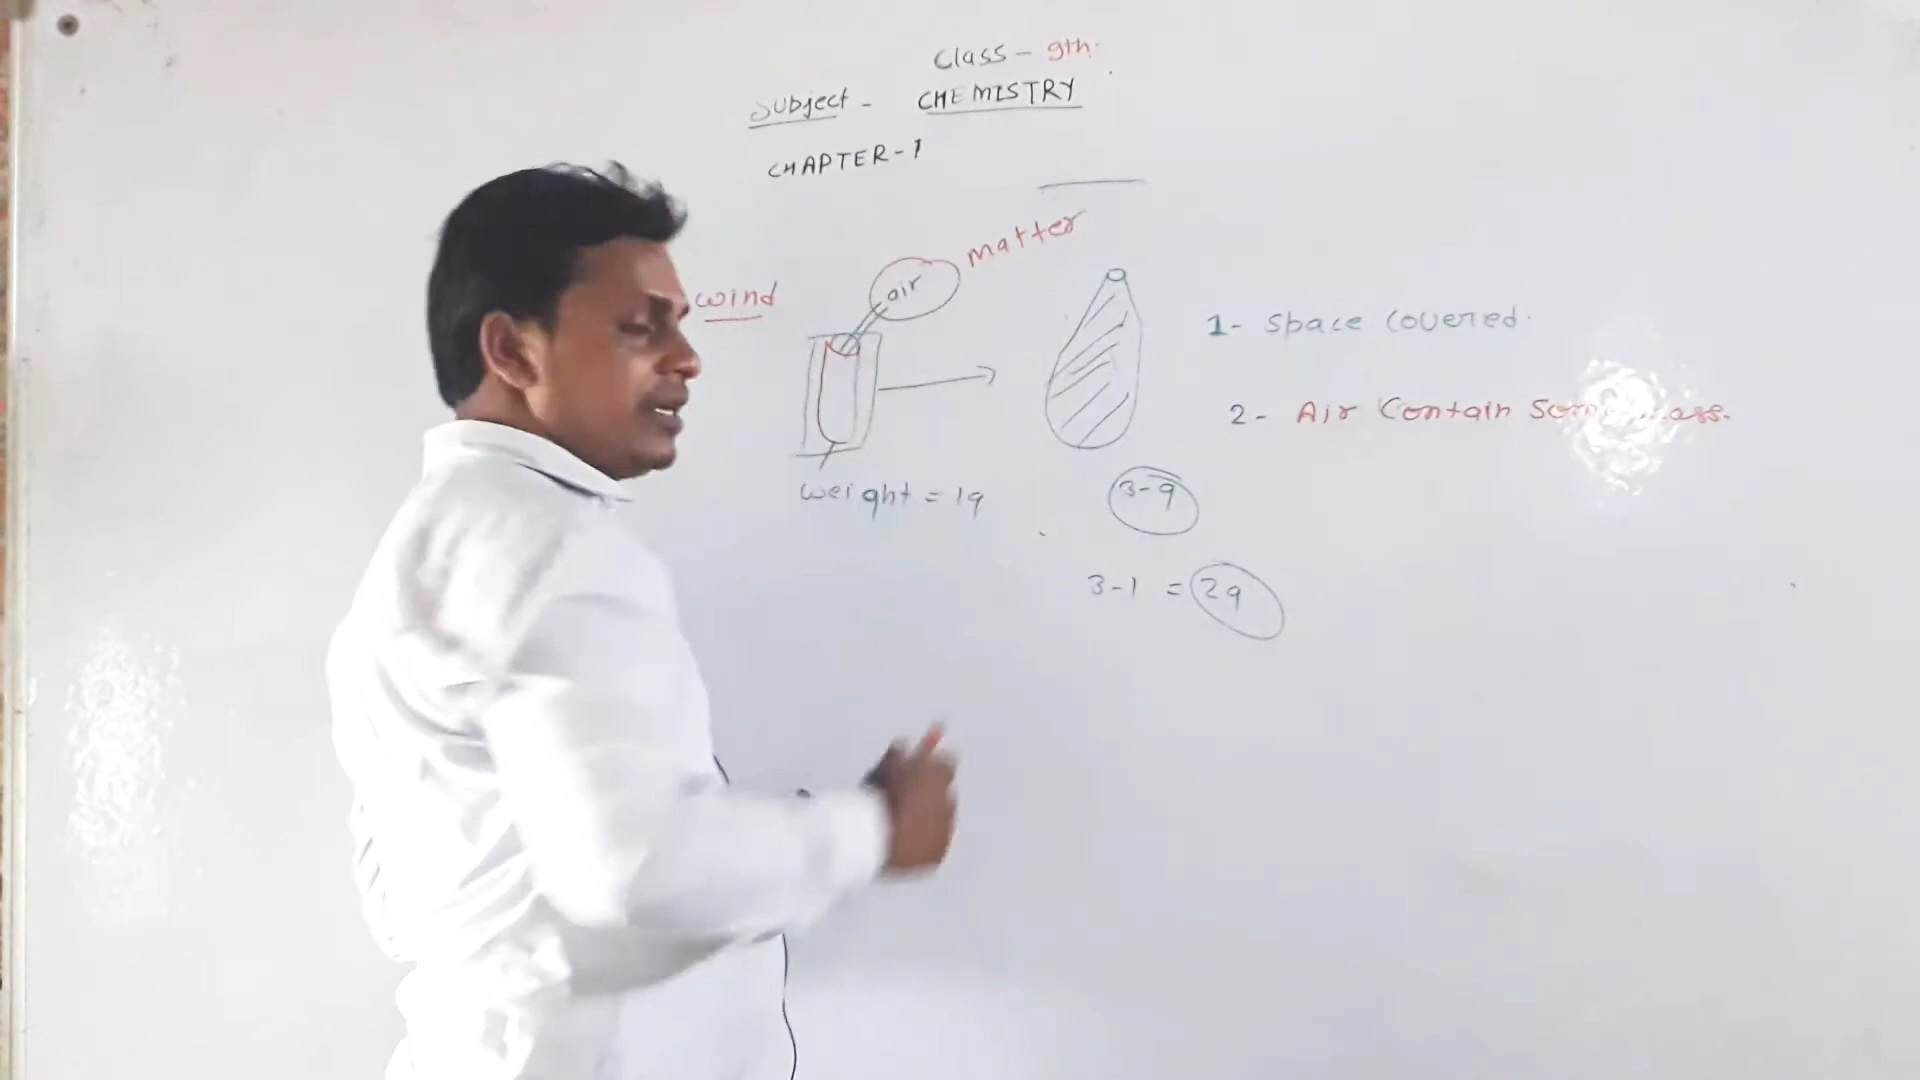 Class - 9th.
Subject - CHEMISTRY
CHAPTER-1
wind
air
matter
1- Space covered.
2- Air Contain Some mass.
weight = 1g
3-g
3-1 = 2g